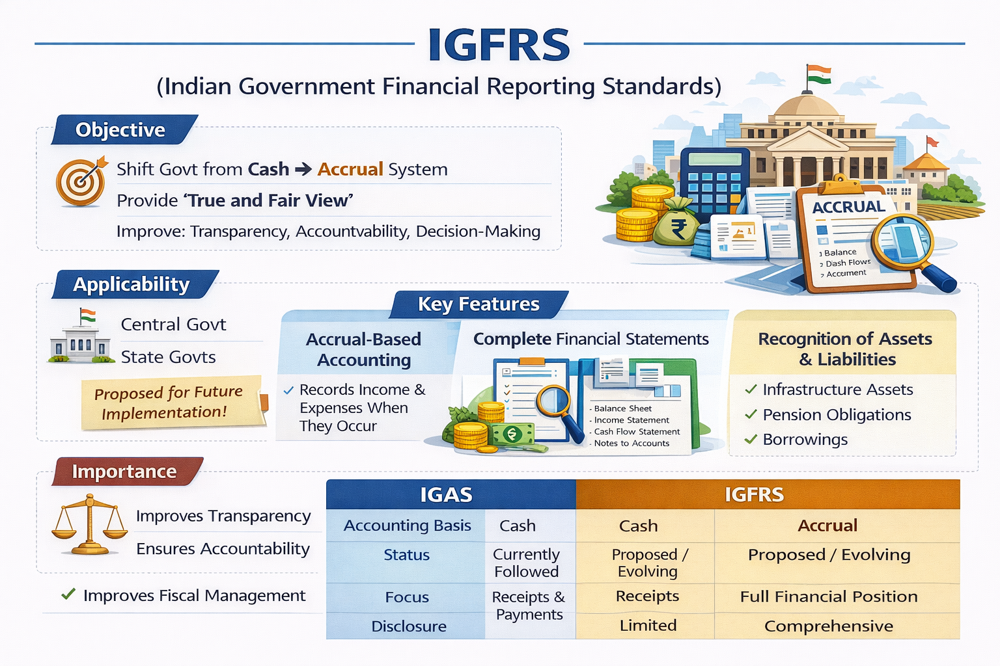 IGFRS
(Indian Government Financial Reporting Standards)
Objective
Shift Govt from Cash ➔ Accrual System
Provide ‘True and Fair View’
Improve: Transparency, Accountvability, Decision-Making
ACCRUAL
Balance
Dash Flows
Accerment
Applicability
Central Govt
State Govts
Proposed for Future
Implementation!
Key Features
Accrual-Based
Accounting
✓ Records Income &
Expenses When
They Occur
Complete Financial Statements
- Balance Sheet
- Income Statement
- Cash Flow Statement
- Notes to Accounts
Recognition of Assets
& Liabilities
✓ Infrastructure Assets
✓ Pension Obligations
✓ Borrowings
Importance
Improves Transparency
Ensures Accountability
✓ Improves Fiscal Management
IGAS IGFRS
Accounting Basis Cash Cash Accrual
Status Currently Proposed / Proposed / Evolving
Followed Evolving
Focus Receipts & Receipts Full Financial Position
Payments
Disclosure Limited Comprehensive